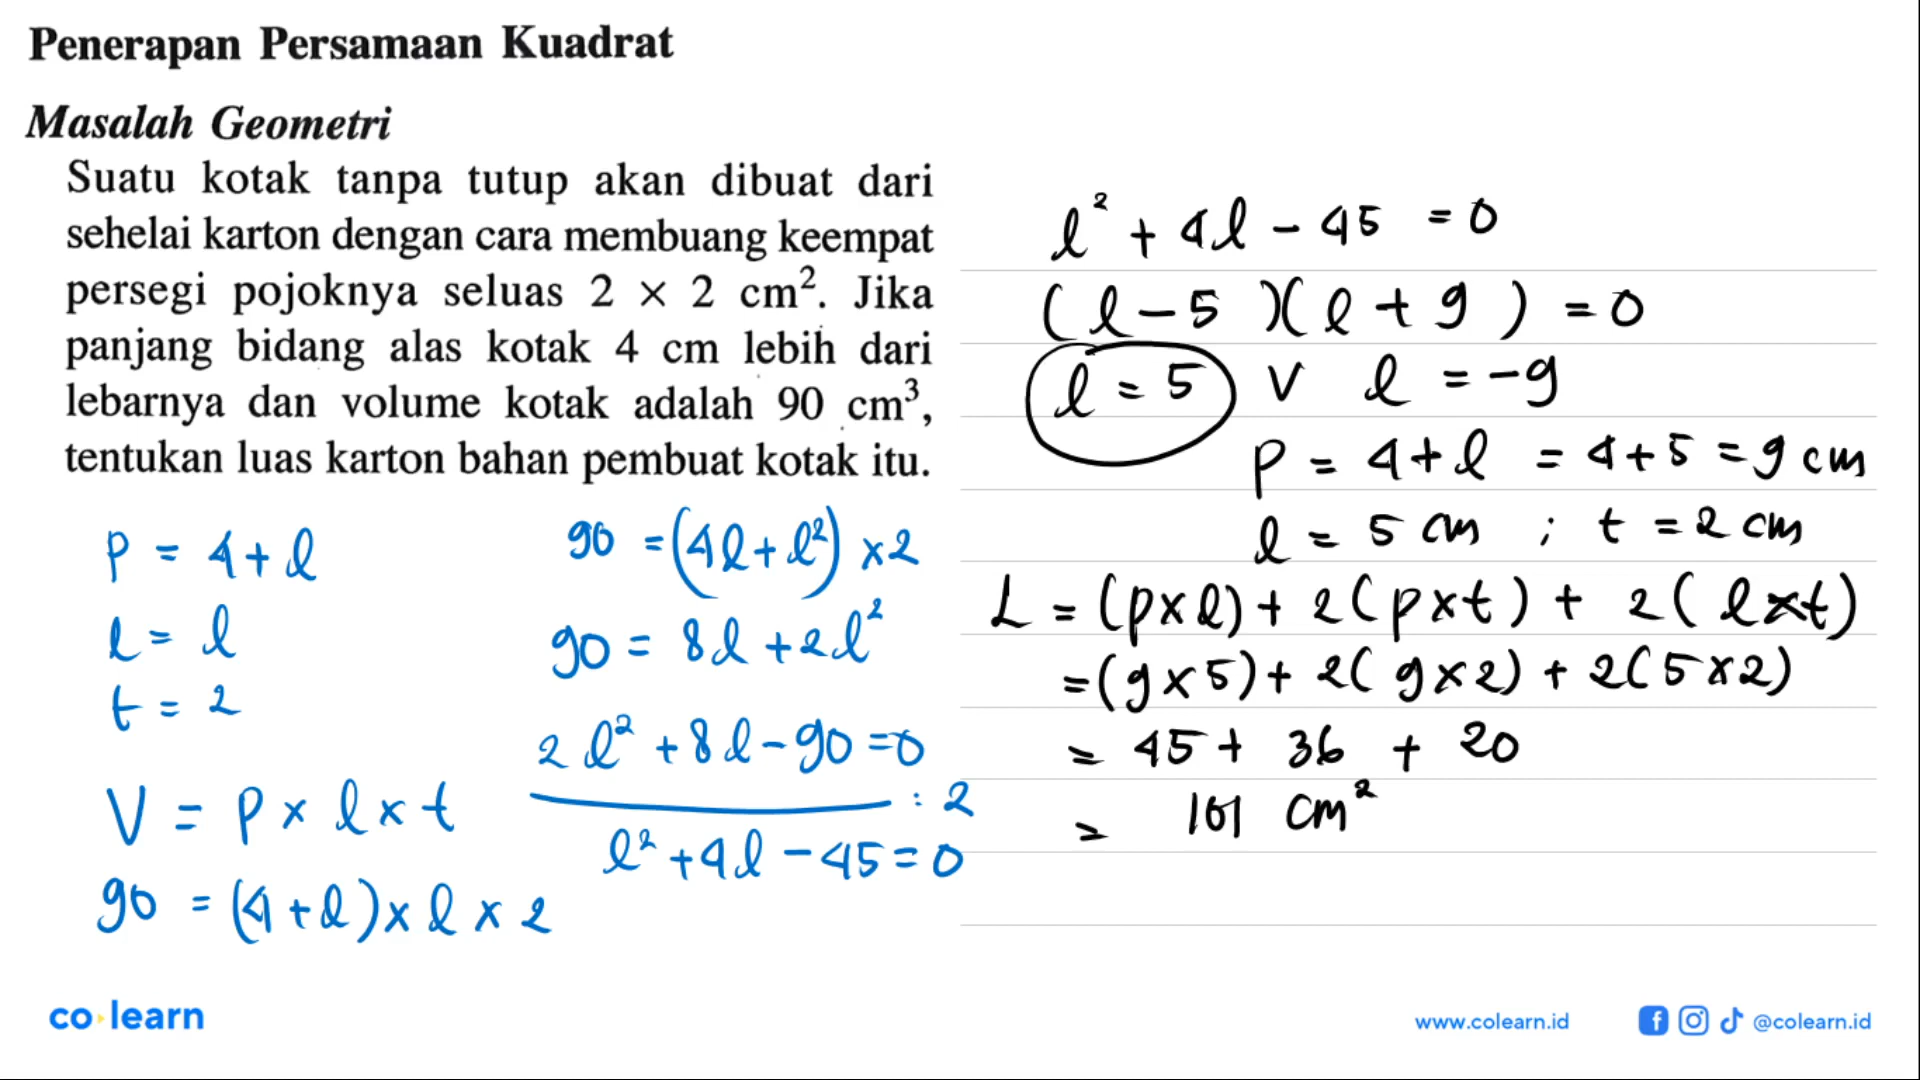 Penerapan Persamaan Kuadrat
Masalah Geometri
Suatu kotak tanpa tutup akan dibuat dari
sehelai karton dengan cara membuang keempat
persegi pojoknya seluas 2 × 2 cm². Jika
panjang bidang alas kotak 4 cm lebih dari
lebarnya dan volume kotak adalah 90 cm³,
tentukan luas karton bahan pembuat kotak itu.
p = 4 + l
l = l
t = 2
V = p × l × t
90 = (4 + l) × l × 2
90 = (4l + l²) × 2
90 = 8l + 2l²
2l² + 8l - 90 = 0
: 2
l² + 4l - 45 = 0
l² + 4l - 45 = 0
(l - 5)(l + 9) = 0
l = 5 V l = -9
p = 4 + l = 4 + 5 = 9 cm
l = 5 cm ; t = 2 cm
L = (p×l) + 2(p×t) + 2(l×t)
= (9×5) + 2(9×2) + 2(5×2)
= 45 + 36 + 20
= 101 cm²
co learn
www.colearn.id
@colearn.id